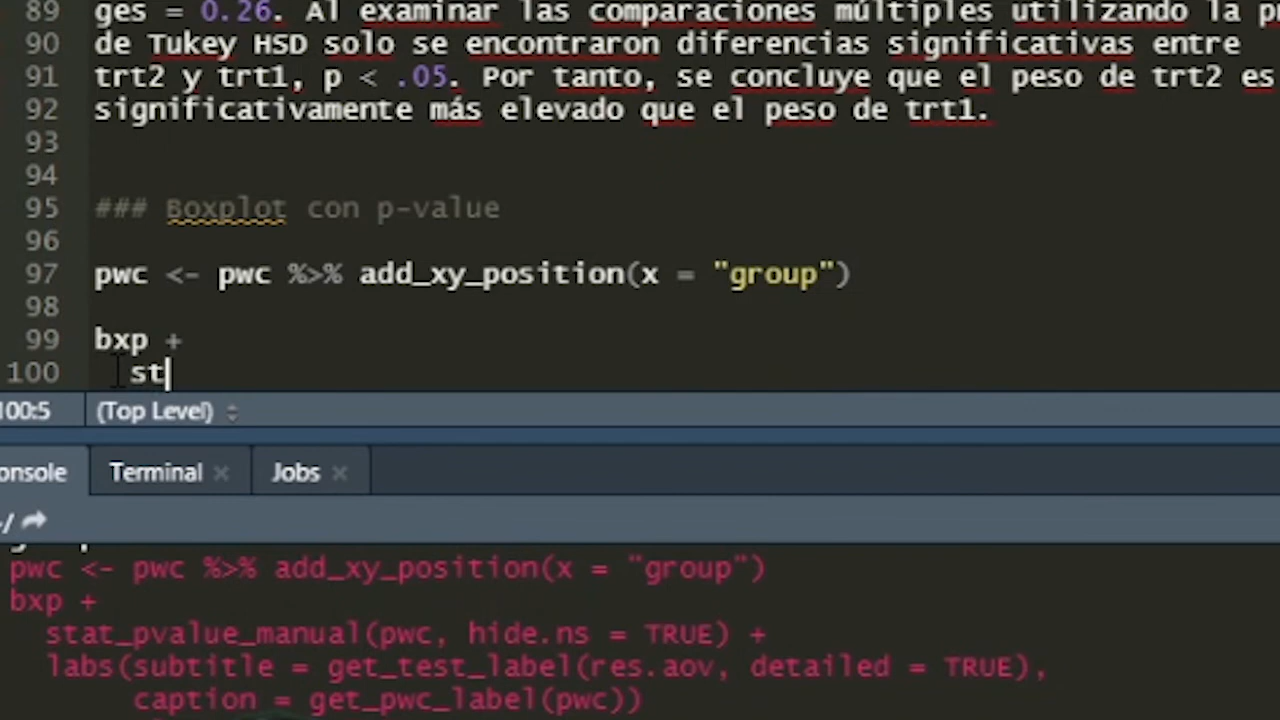 89 ges = 0.26. Al examinar las comparaciones múltiples utilizando la
90 de Tukey HSD solo se encontraron diferencias significativas entre
91 trt2 y trt1, p < .05. Por tanto, se concluye que el peso de trt2 es
92 significativamente más elevado que el peso de trt1.
93
94
95 ### Boxplot con p-value
96
97 pwc <- pwc %>% add_xy_position(x = "group")
98
99 bxp +
100 st
100:5 (Top Level)
onsole Terminal × Jobs ×
~/
pwc <- pwc %>% add_xy_position(x = "group")
bxp +
stat_pvalue_manual(pwc, hide.ns = TRUE) +
labs(subtitle = get_test_label(res.aov, detailed = TRUE),
caption = get_pwc_label(pwc))